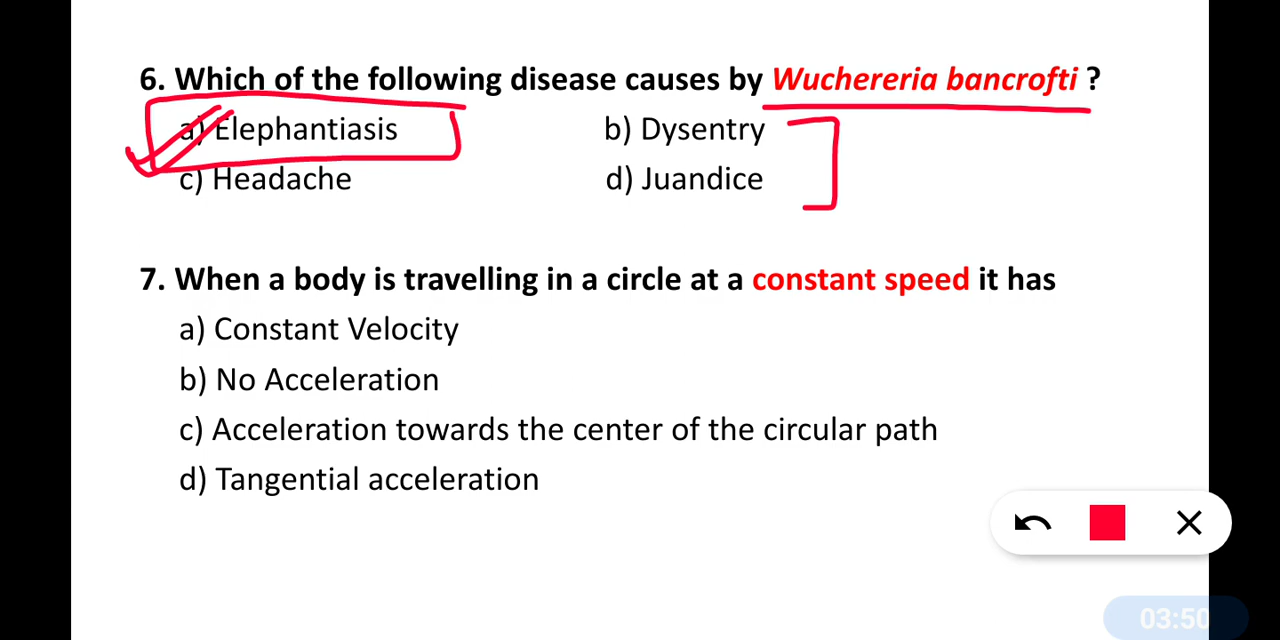 6. Which of the following disease causes by Wuchereria bancrofti ?
a) Elephantiasis b) Dysentry
c) Headache d) Juandice
7. When a body is travelling in a circle at a constant speed it has
a) Constant Velocity
b) No Acceleration
c) Acceleration towards the center of the circular path
d) Tangential acceleration
03:50